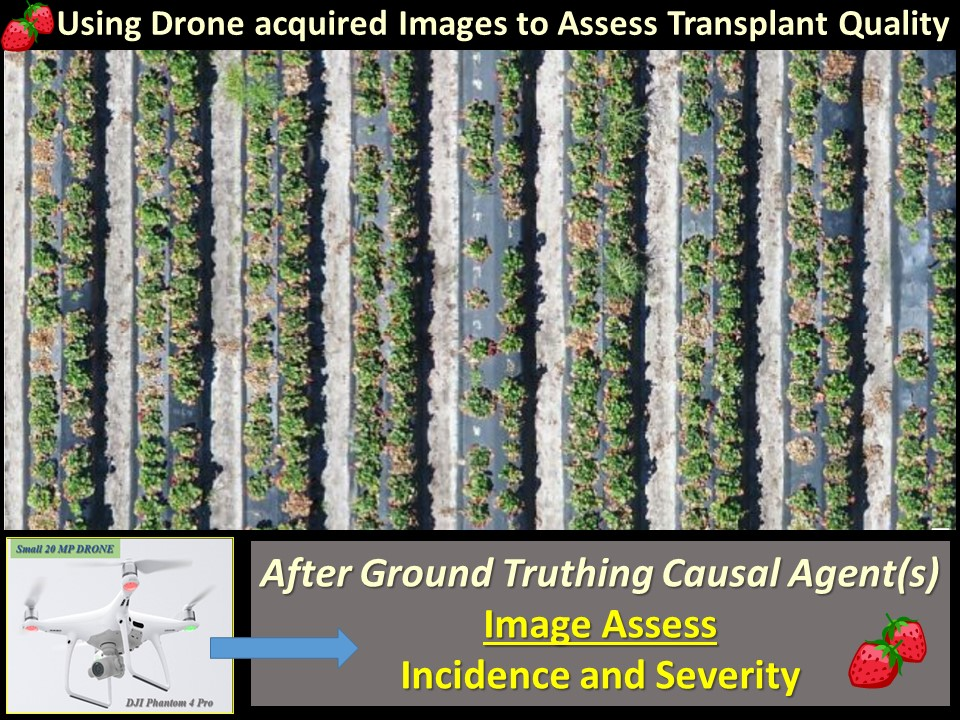 Using Drone acquired Images to Assess Transplant Quality
Small 20 MP DRONE
DJI Phantom 4 Pro
After Ground Truthing Causal Agent(s)
Image Assess
Incidence and Severity